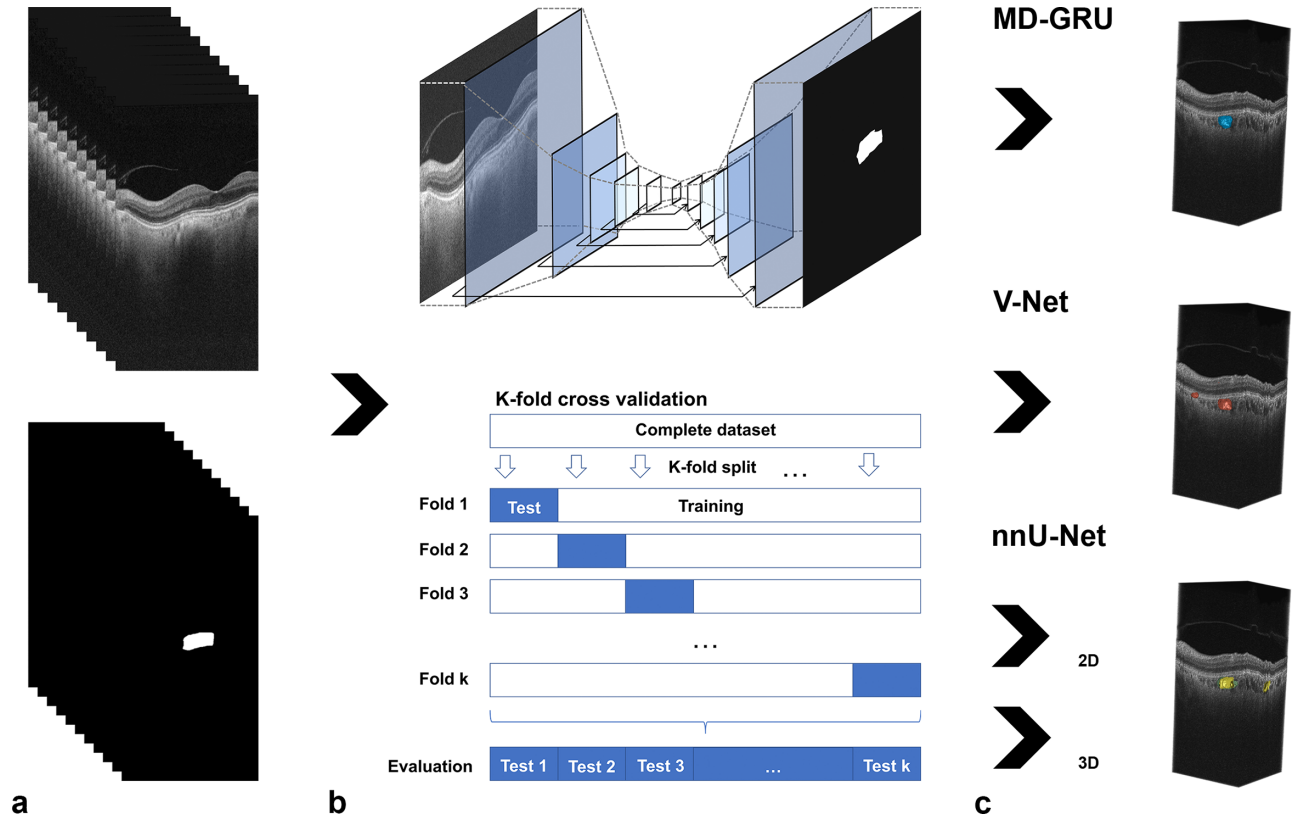 MD-GRU
V-Net
K-fold cross validation
Complete dataset
K-fold split ...
Fold 1 Test Training
Fold 2
Fold 3
...
Fold k
Evaluation Test 1 Test 2 Test 3 ... Test k
nnU-Net
2D
3D
a b c